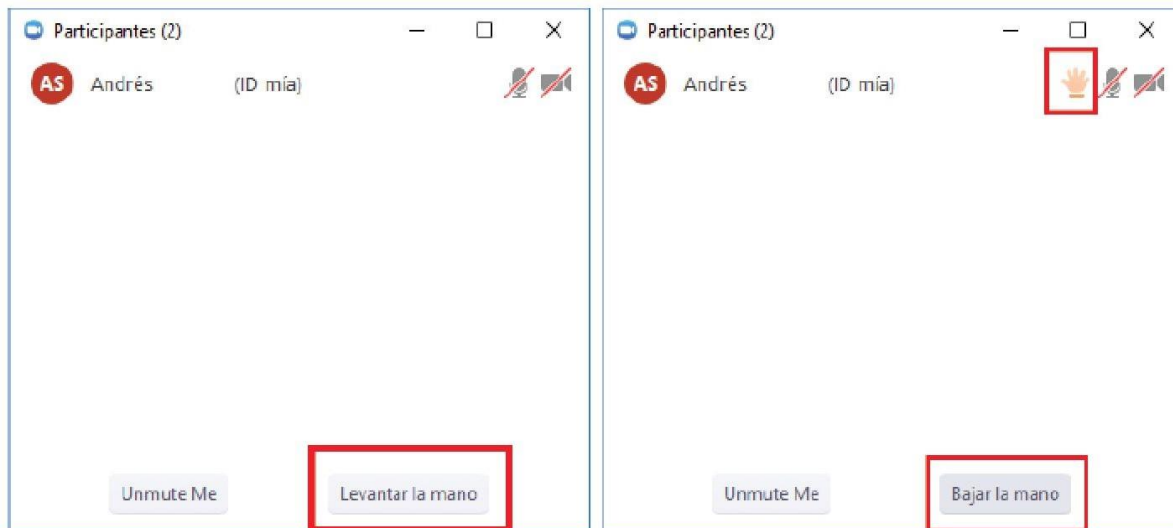 Participantes (2)
AS Andrés (ID mía)
Unmute Me Levantar la mano
Participantes (2)
AS Andrés (ID mía)
Unmute Me Bajar la mano